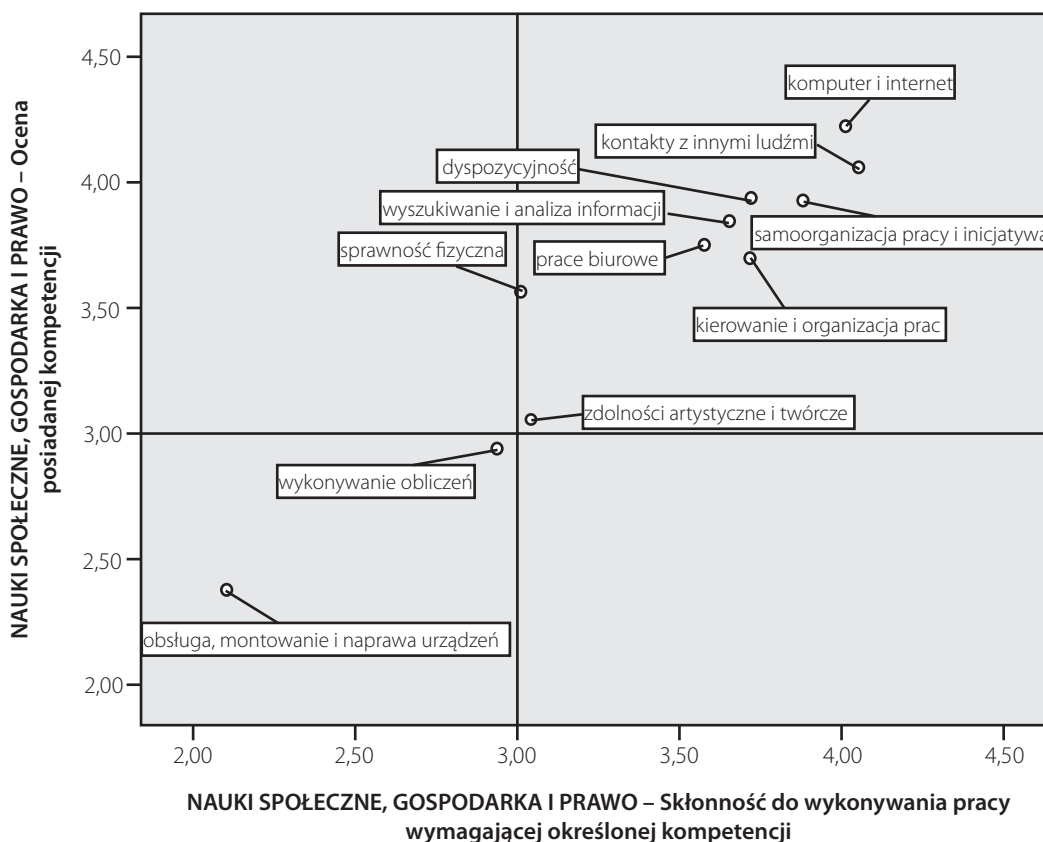 NAUKI SPOŁECZNE, GOSPODARKA I PRAWO – Ocena
posiadanej kompetencji
4,50
4,00
3,50
3,00
2,50
2,00
komputer i internet
kontakty z innymi ludźmi
dyspozycyjność
wyszukiwanie i analiza informacji
samoorganizacja pracy i inicjatywa
sprawność fizyczna
prace biurowe
kierowanie i organizacja prac
zdolności artystyczne i twórcze
wykonywanie obliczeń
obsługa, montowanie i naprawa urządzeń
2,00
2,50
3,00
3,50
4,00
4,50
NAUKI SPOŁECZNE, GOSPODARKA I PRAWO – Skłonność do wykonywania pracy
wymagającej określonej kompetencji